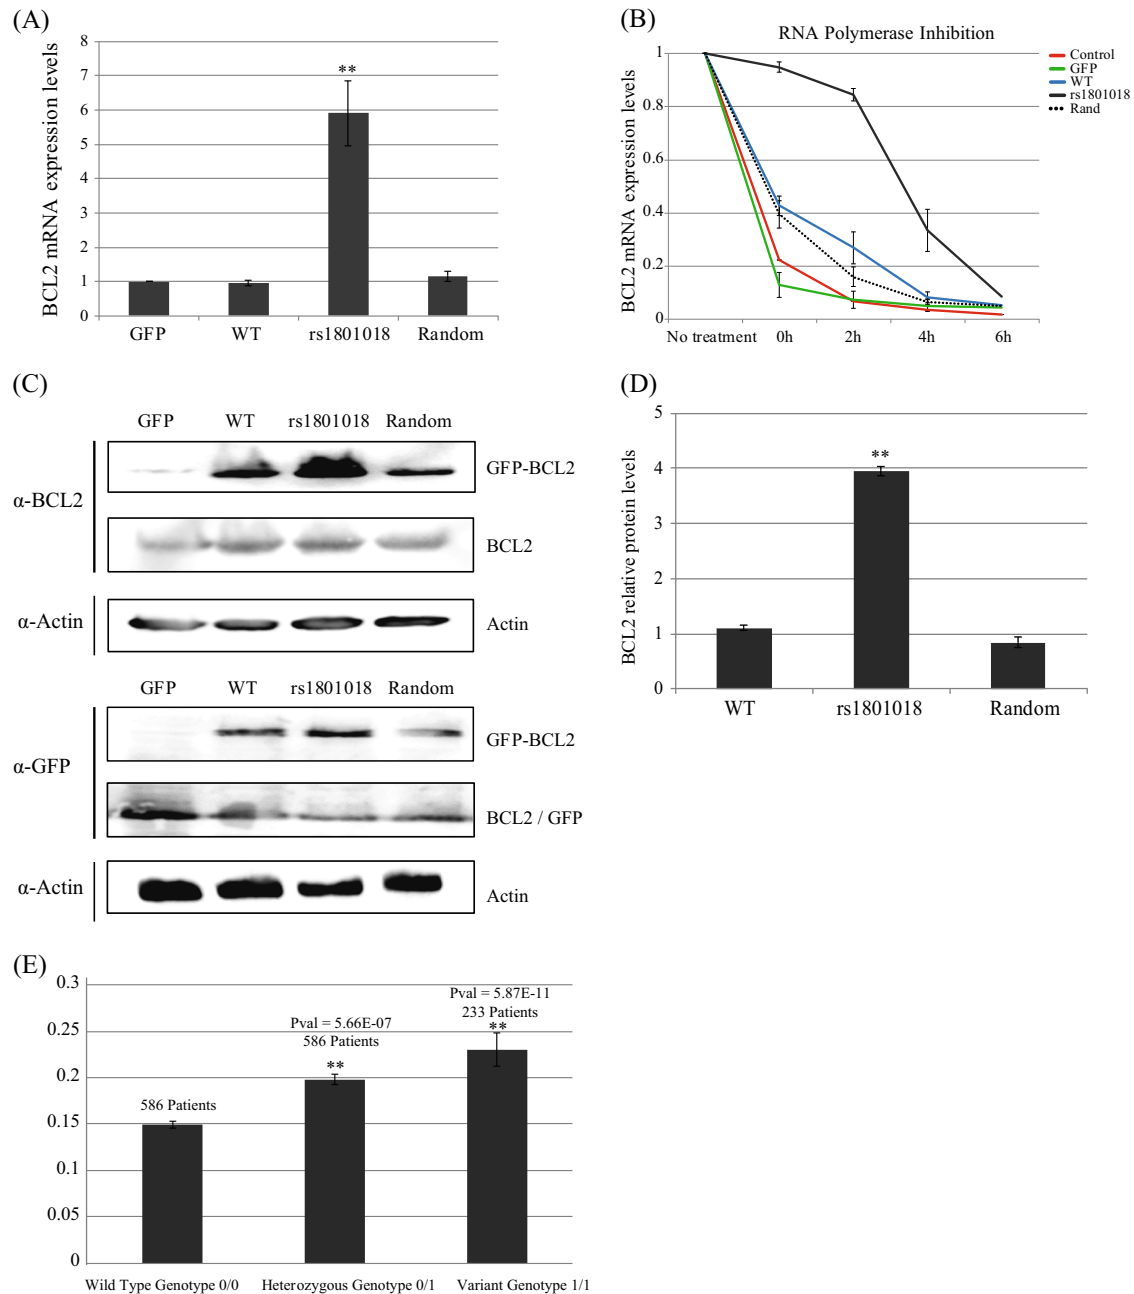 (A)
BCL2 mRNA expression levels
8
7
6
5
4
3
2
1
0
**
GFP WT rs1801018 Random
(B)
RNA Polymerase Inhibition
BCL2 mRNA expression levels
1
0.8
0.6
0.4
0.2
0
No treatment 0h 2h 4h 6h
Control
GFP
WT
rs1801018
Rand
(C)
GFP WT rs1801018 Random
α-BCL2
GFP-BCL2
BCL2
α-Actin
Actin
GFP WT rs1801018 Random
α-GFP
GFP-BCL2
BCL2 / GFP
α-Actin
Actin
(D)
BCL2 relative protein levels
5
4
3
2
1
0
**
WT rs1801018 Random
(E)
0.3
0.25
0.2
0.15
0.1
0.05
0
586 Patients
Pval = 5.66E-07
586 Patients
**
Pval = 5.87E-11
233 Patients
**
Wild Type Genotype 0/0 Heterozygous Genotype 0/1 Variant Genotype 1/1